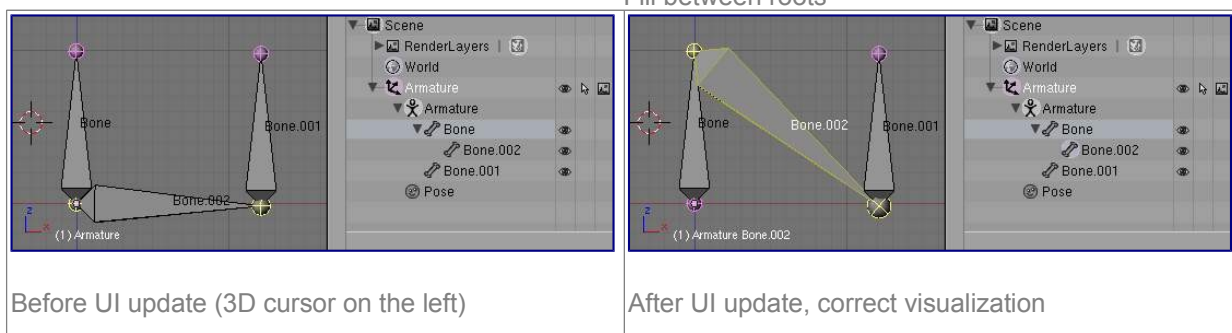 Fill between roots
Scene
RenderLayers |
World
Armature
Armature
Bone
Bone.002
Bone.001
Pose
Bone
Bone.001
Bone.002
z
x
(1) Armature
Scene
RenderLayers |
World
Armature
Armature
Bone
Bone.002
Bone.001
Pose
Bone
Bone.002
Bone.001
z
x
(1) Armature Bone.002
Before UI update (3D cursor on the left)
After UI update, correct visualization